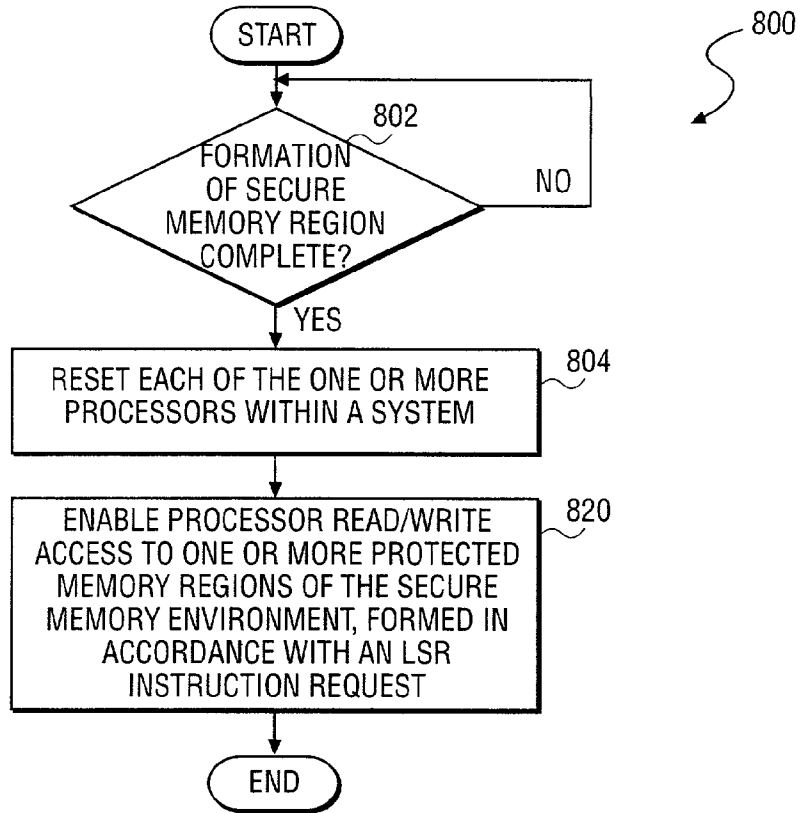 START
800
802
FORMATION
OF SECURE
MEMORY REGION
COMPLETE?
NO
YES
804
RESET EACH OF THE ONE OR MORE
PROCESSORS WITHIN A SYSTEM
820
ENABLE PROCESSOR READ/WRITE
ACCESS TO ONE OR MORE PROTECTED
MEMORY REGIONS OF THE SECURE
MEMORY ENVIRONMENT, FORMED IN
ACCORDANCE WITH AN LSR
INSTRUCTION REQUEST
END